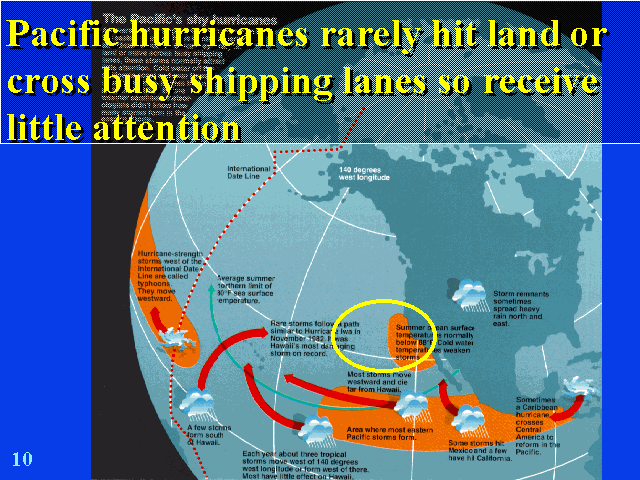 The Pacific's shy hurricanes
Pacific hurricanes rarely hit land or
cross busy shipping lanes so receive
little attention
International
Date Line
140 degrees
west longitude
Hurricane-strength
storms west of the
International Date
Line are called
typhoons.
They move
westward.
Average summer
northern limit of
80°F sea surface
temperature.
Storm remnants
sometimes
spread heavy
rain north and
east.
Rare storms follow a path
similar to Hurricane Iwa in
November 1982. It was
Hawaii's most damaging
storm on record.
Summer ocean surface
temperature normally
below 68°F. Cold water
temperatures weaken
storms.
Most storms move
westward and die
far from Hawaii.
Sometimes
a Caribbean
hurricane
crosses
Central
America to
reform in the
Pacific.
A few storms
form south
of Hawaii.
Area where most eastern
Pacific storms form.
Some storms hit
Mexico and a few
have hit California.
Each year about three tropical
storms move west of 140 degrees
west longitude or form west of there.
Most have little effect on Hawaii.
10